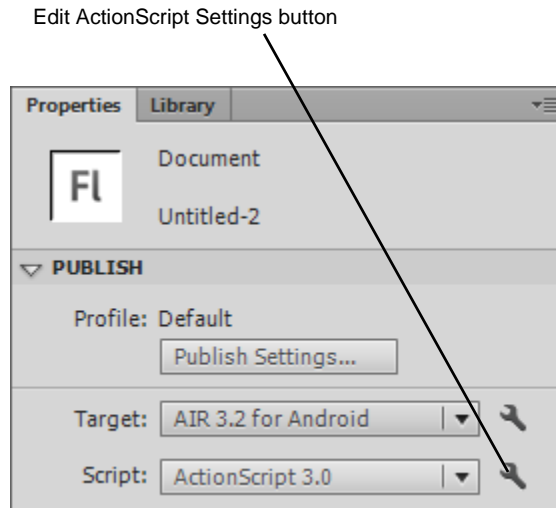 Edit ActionScript Settings button
Properties Library
Fl
Document
Untitled-2
PUBLISH
Profile: Default
Publish Settings...
Target: AIR 3.2 for Android
Script: ActionScript 3.0